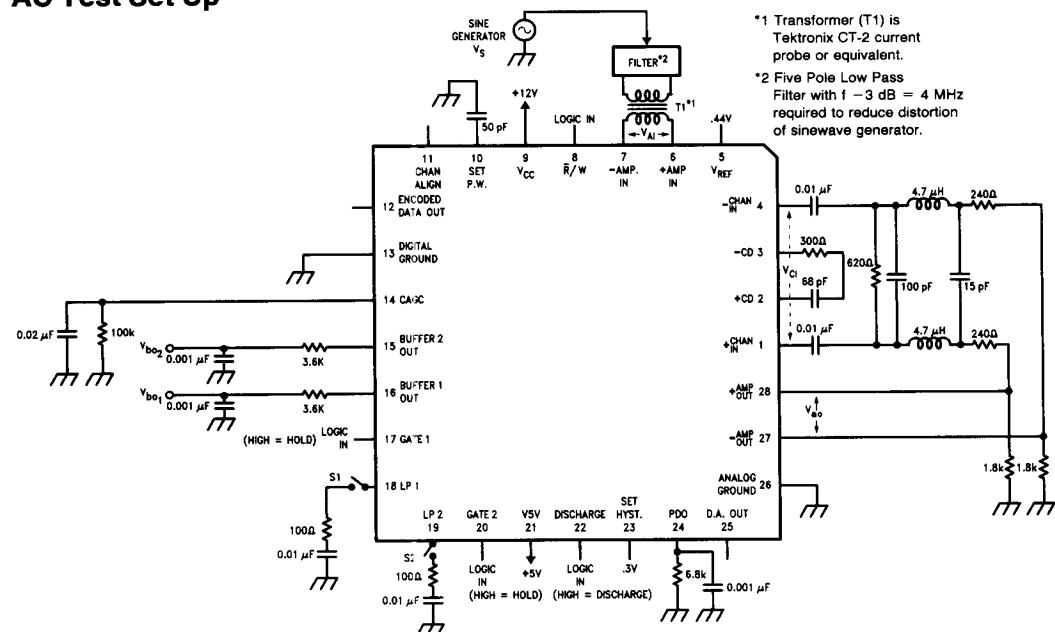 AC Test Set Up
SINE
GENERATOR
VS
FILTER*2
*1 Transformer (T1) is
Tektronix CT-2 current
probe or equivalent.
*2 Five Pole Low Pass
Filter with f −3 dB = 4 MHz
required to reduce distortion
of sinewave generator.
T1*1
+12V
50 pF
LOGIC IN
VAI
.44V
11
CHAN
ALIGN
10
SET
P.W.
9
VCC
8
R̅/W
7
-AMP.
IN
6
+AMP
IN
5
VREF
12 ENCODED
DATA OUT
13 DIGITAL
GROUND
14 CAGC
0.02 µF
100k
15 BUFFER 2
OUT
Vbo2
0.001 µF
3.6K
16 BUFFER 1
OUT
Vbo1
0.001 µF
3.6K
(HIGH = HOLD) LOGIC
IN
17 GATE 1
S1
18 LP 1
100Ω
0.01 µF
-CHAN
IN 4
0.01 µF
4.7 µH
240Ω
-CD 3
300Ω
620Ω
VCI
68 pF
100 pF
15 pF
+CD 2
0.01 µF
4.7 µH
240Ω
+CHAN
IN 1
+AMP
OUT 28
Vao
-AMP
OUT 27
1.8k
1.8k
ANALOG
GROUND 26
LP 2
19
GATE 2
20
V5V
21
DISCHARGE
22
SET
HYST.
23
PDO
24
D.A. OUT
25
S2
100Ω
0.01 µF
LOGIC
IN
(HIGH = HOLD)
+5V
LOGIC
IN
(HIGH = DISCHARGE)
.3V
6.8k
0.001 µF